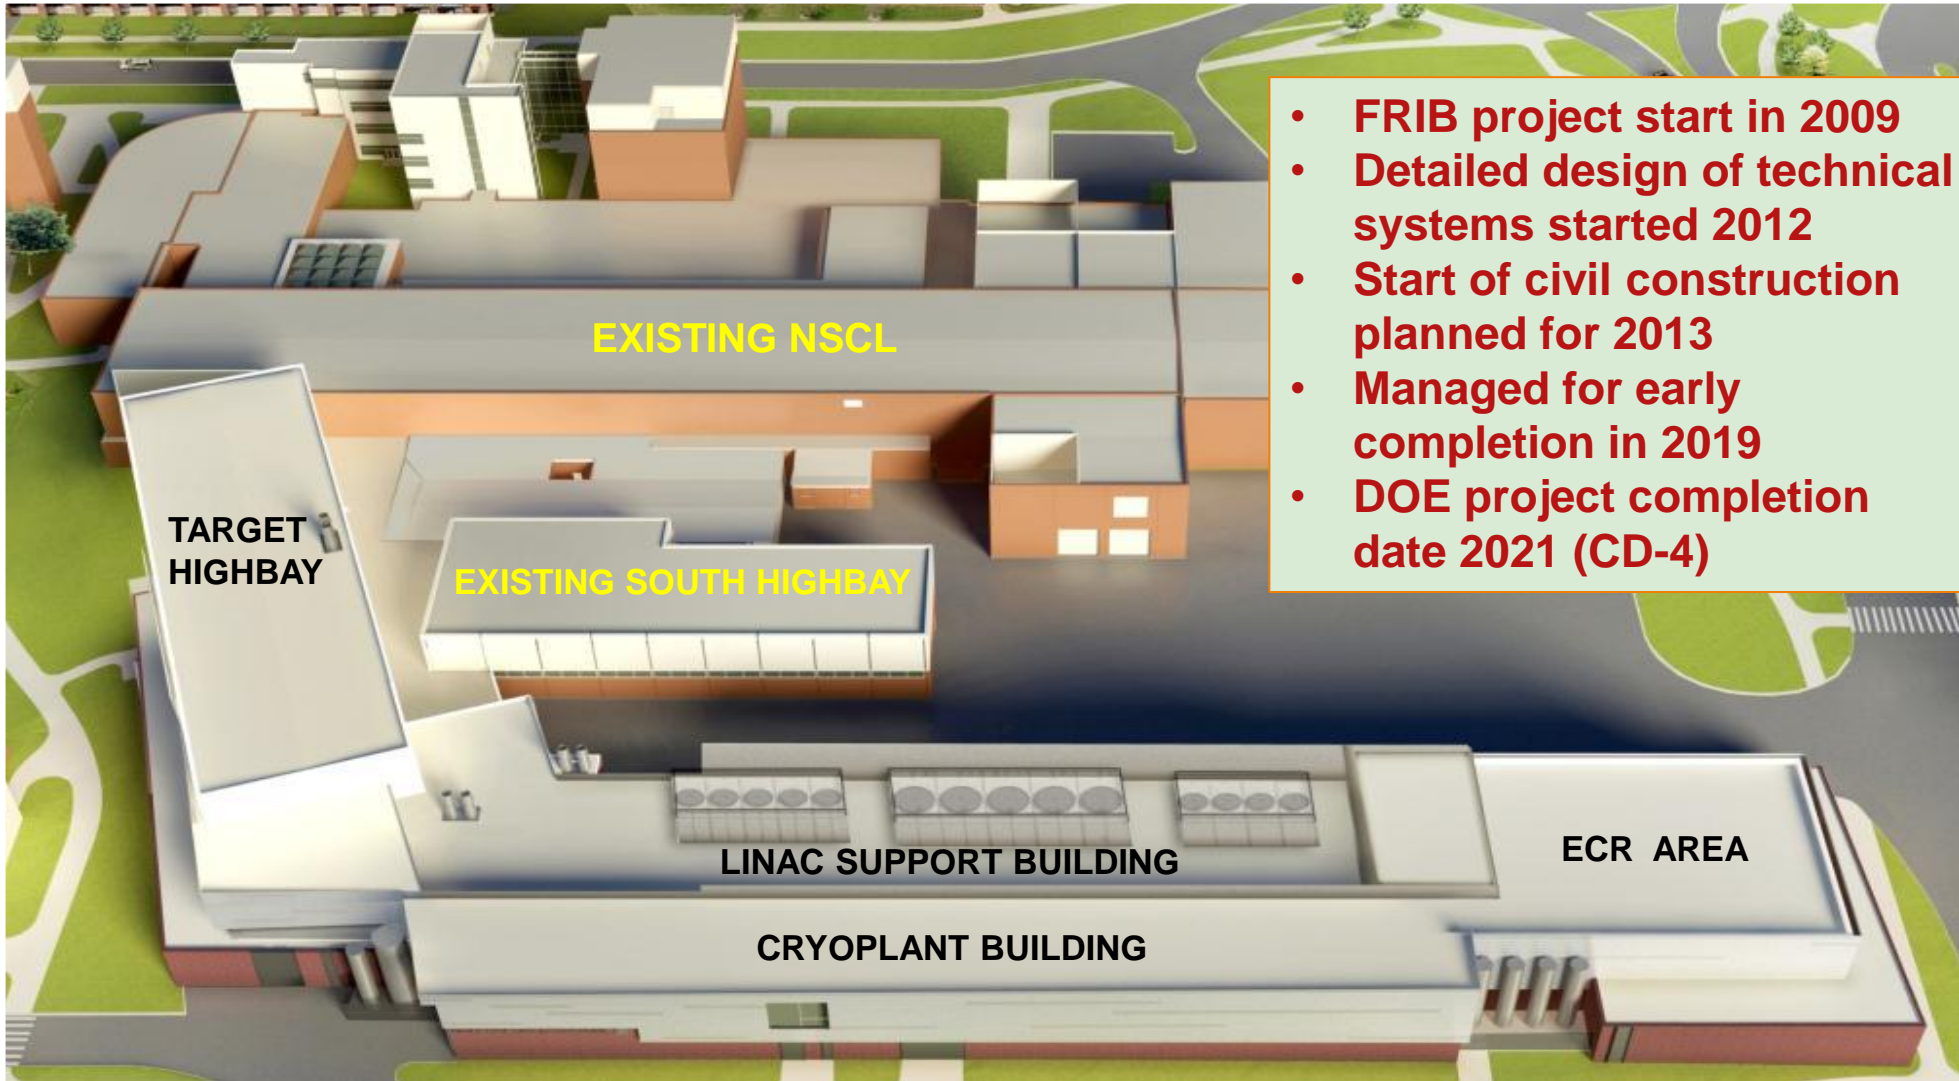 • FRIB project start in 2009
• Detailed design of technical
systems started 2012
• Start of civil construction
planned for 2013
• Managed for early
completion in 2019
• DOE project completion
date 2021 (CD-4)
EXISTING NSCL
TARGET
HIGHBAY
EXISTING SOUTH HIGHBAY
LINAC SUPPORT BUILDING
ECR AREA
CRYOPLANT BUILDING